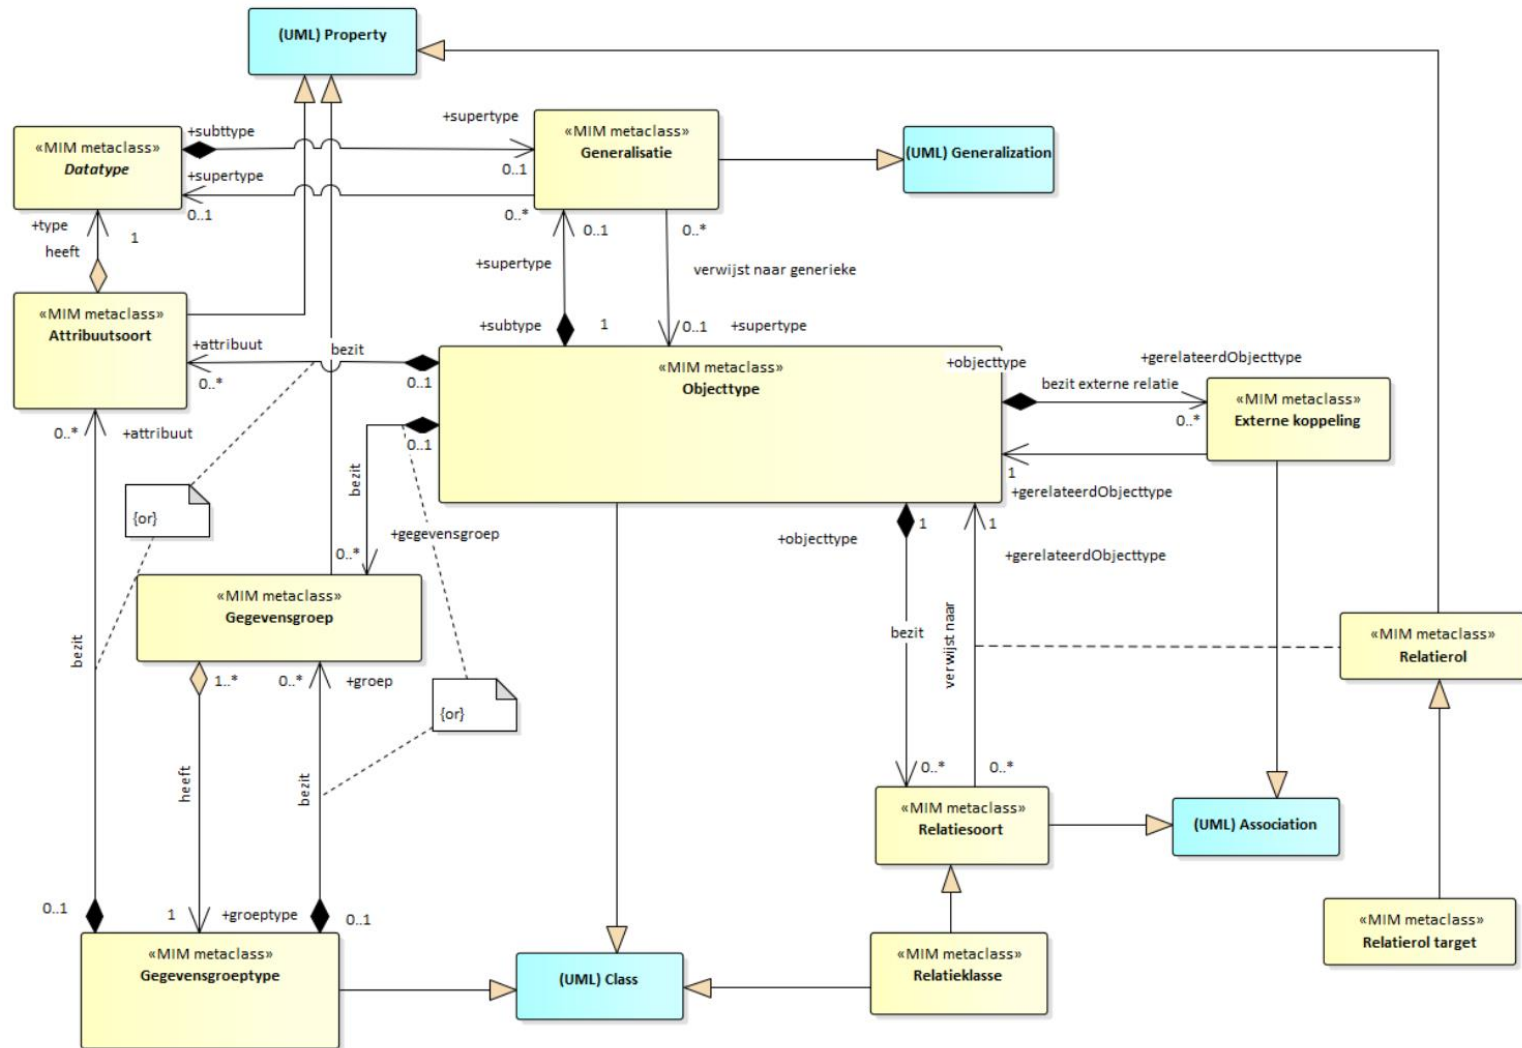 (UML) Property
+subttype
+supertype
«MIM metaclass»
Datatype
0..1
+supertype
0..1
0..*
«MIM metaclass»
Generalisatie
(UML) Generalization
+type
1
heeft
0..1
0..*
+supertype
verwijst naar generieke
+subtype
1
0..1
+supertype
«MIM metaclass»
Attribuutsoort
+attribuut
0..*
bezit
0..1
«MIM metaclass»
Objecttype
+objecttype
+gerelateerdObjecttype
bezit externe relatie
0..*
«MIM metaclass»
Externe koppeling
1
+gerelateerdObjecttype
0..*
+attribuut
0..1
bezit
+gegevensgroep
0..*
{or}
+objecttype
1
1
+gerelateerdObjecttype
bezit
verwijst naar
«MIM metaclass»
Gegevensgroep
bezit
1..*
0..*
+groep
{or}
heeft
bezit
«MIM metaclass»
Relatierol
0..*
0..*
«MIM metaclass»
Relatiesoort
(UML) Association
0..1
1
+groeptype
0..1
«MIM metaclass»
Gegevensgroeptype
(UML) Class
«MIM metaclass»
Relatieklasse
«MIM metaclass»
Relatierol target